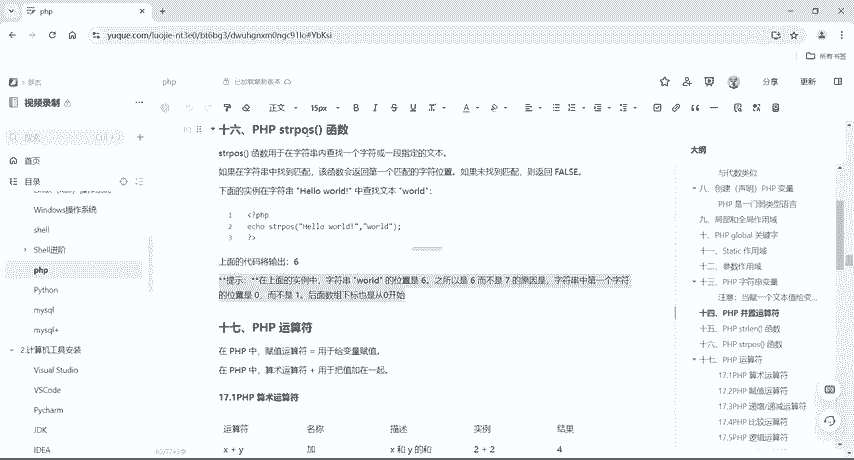 php
yuque.com/luojie-nt3e0/bt6bg3/dwuhgnxm0ngc91lo#YbKsi
所有书签
罗杰
php
已加载最新版本
分享
更新
视频录制
正文
15px
搜索
首页
目录
Windows操作系统
shell
Shell进阶
php
Python
mysql
mysql+
2.计算机工具安装
Visual Studio
VSCode
Pycharm
JDK
IDEA
十六、PHP strpos() 函数
strpos() 函数用于在字符串内查找一个字符或一段指定的文本。
如果在字符串中找到匹配，该函数会返回第一个匹配的字符位置。如果未找到匹配，则返回 FALSE。
下面的实例在字符串 "Hello world!" 中查找文本 "world"：
1 <?php
2 echo strpos("Hello world!","world");
3 ?>
上面的代码将输出：6
**提示：**在上面的实例中，字符串 "world" 的位置是 6。之所以是 6 而不是 7 的原因是，字符串中第一个字符
的位置是 0，而不是 1。后面数组下标也是从0开始
十七、PHP 运算符
在 PHP 中，赋值运算符 = 用于给变量赋值。
在 PHP 中，算术运算符 + 用于把值加在一起。
17.1PHP 算术运算符
运算符 名称 描述 实例 结果
x + y 加 x 和 y 的和 2 + 2 4
大纲
与代数类似
八、创建（声明）PHP 变量
PHP 是一门弱类型语言
九、局部和全局作用域
十、PHP global 关键字
十一、Static 作用域
十二、参数作用域
十三、PHP 字符串变量
注意：当赋一个文本值给变...
十四、PHP 并置运算符
十五、PHP strlen() 函数
十六、PHP strpos() 函数
十七、PHP 运算符
17.1PHP 算术运算符
17.2PHP 赋值运算符
17.3PHP 递增/递减运算符
17.4PHP 比较运算符
17.5PHP 逻辑运算符